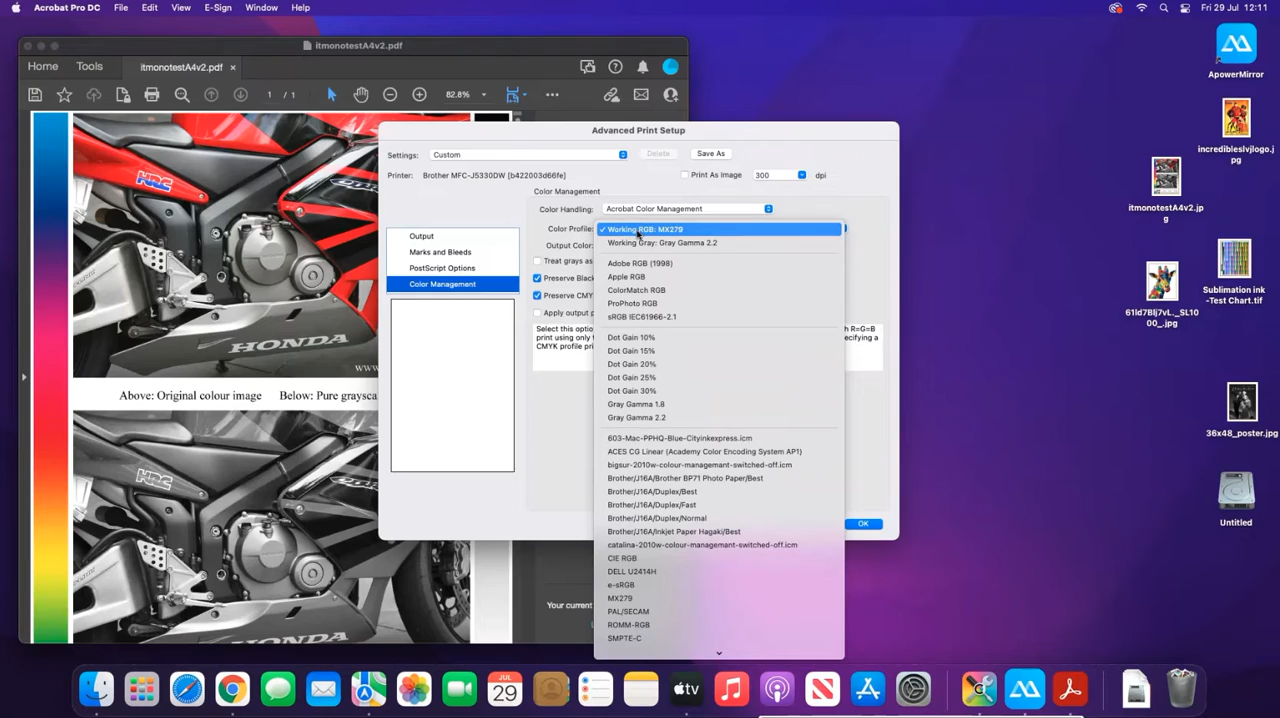 Acrobat Pro DC File Edit View E-Sign Window Help
Fri 29 Jul 12:11
itmonotestA4v2.pdf
Home Tools itmonotestA4v2.pdf ×
1 / 1 82.8%
HRC
HONDA
www
Above: Original colour image Below: Pure graysca
HRC
HONDA
Your current
Advanced Print Setup
Settings: Custom Delete Save As
Printer: Brother MFC-J5330DW [b422003d66fe] Print As Image 300 dpi
Color Management
Color Handling: Acrobat Color Management
Output
Marks and Bleeds
PostScript Options
Color Management
Color Profile:
Output Color:
Treat grays as
Preserve Black
Preserve CMY
Apply output p
Select this optio h R=G=B
print using only t ecifying a
CMYK profile pri
✓ Working RGB: MX279
Working Gray: Gray Gamma 2.2
Adobe RGB (1998)
Apple RGB
ColorMatch RGB
ProPhoto RGB
sRGB IEC61966-2.1
Dot Gain 10%
Dot Gain 15%
Dot Gain 20%
Dot Gain 25%
Dot Gain 30%
Gray Gamma 1.8
Gray Gamma 2.2
603-Mac-PPHQ-Blue-Cityinkexpress.icm
ACES CG Linear (Academy Color Encoding System AP1)
bigsur-2010w-colour-managemant-switched-off.icm
Brother/J16A/Brother BP71 Photo Paper/Best
Brother/J16A/Duplex/Best
Brother/J16A/Duplex/Fast
Brother/J16A/Duplex/Normal
Brother/J16A/Inkjet Paper Hagaki/Best
catalina-2010w-colour-managemant-switched-off.icm
CIE RGB
DELL U2414H
e-sRGB
MX279
PAL/SECAM
ROMM-RGB
SMPTE-C
OK
ApowerMirror
incredibleslvjlogo.j
pg
itmonotestA4v2.jp
g
Sublimation ink
-Test Chart.tif
61ld7Blj7vL._SL10
00_.jpg
36x48_poster.jpg
Untitled
JUL
29
tv